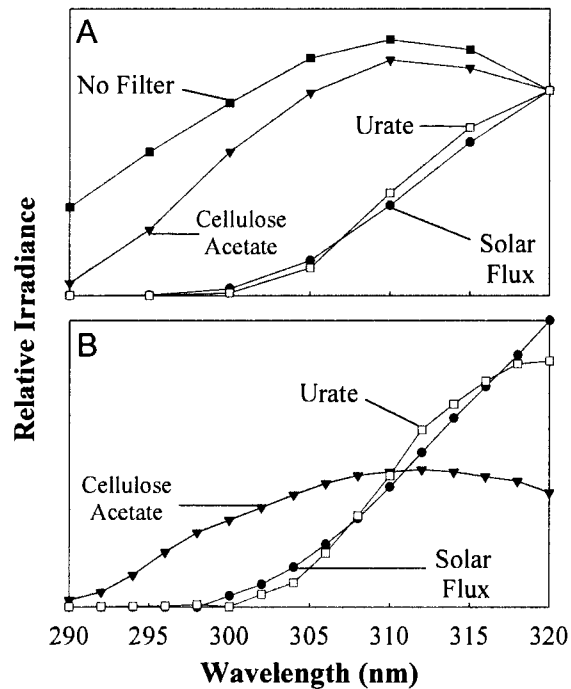 A
No Filter
Urate
Cellulose
Acetate
Solar
Flux
Relative Irradiance
B
Urate
Cellulose
Acetate
Solar
Flux
290 295 300 305 310 315 320
Wavelength (nm)